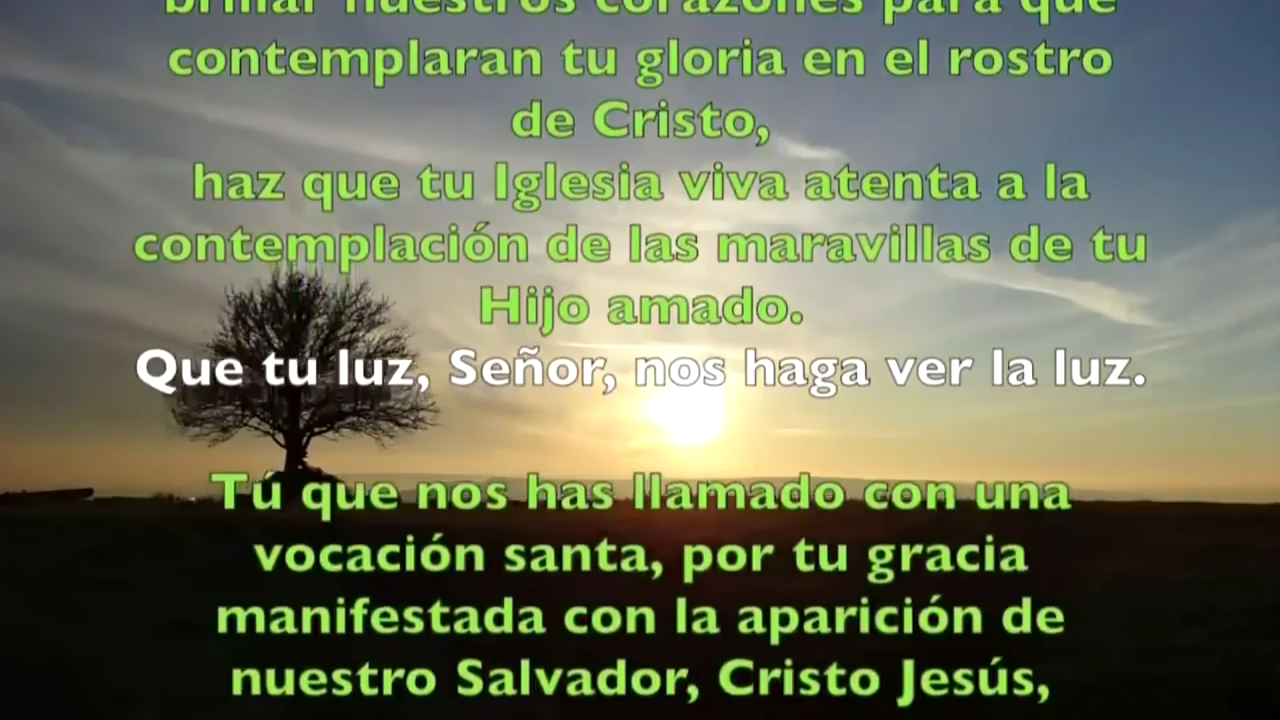 brillar nuestros corazones para que
contemplaran tu gloria en el rostro
de Cristo,
haz que tu Iglesia viva atenta a la
contemplación de las maravillas de tu
Hijo amado.
Que tu luz, Señor, nos haga ver la luz.
Tú que nos has llamado con una
vocación santa, por tu gracia
manifestada con la aparición de
nuestro Salvador, Cristo Jesús,